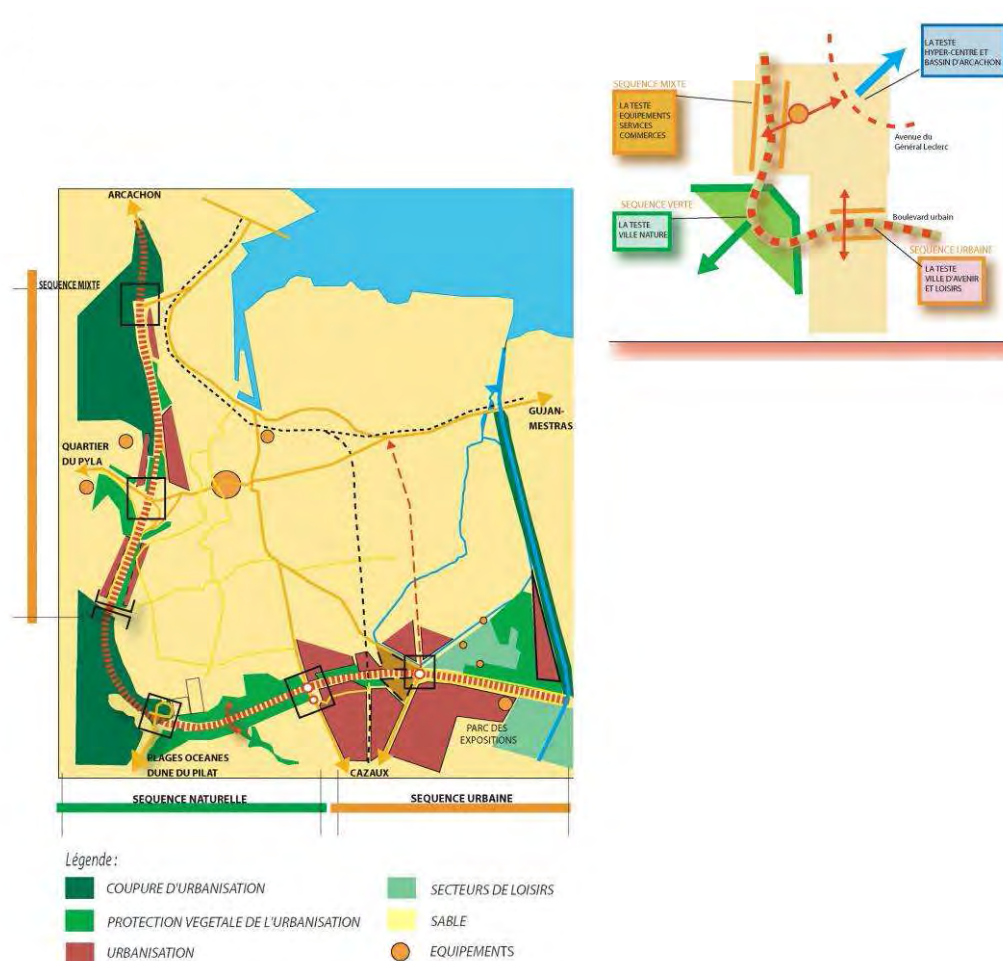 LA TESTE
HYPER-CENTRE ET
BASSIN D'ARCACHON
SEQUENCE MIXTE
LA TESTE
EQUIPEMENTS
SERVICES
COMMERCES
Avenue du
Général Leclerc
SEQUENCE VERTE
LA TESTE
VILLE NATURE
Boulevard urbain
SEQUENCE URBAINE
LA TESTE
VILLE D'AVENIR
ET LOISIRS
ARCACHON
SEQUENCE MIXTE
GUJAN-
MESTRAS
QUARTIER
DU PYLA
PARC DES
EXPOSITIONS
PLAGES OCEANES
DUNE DU PILAT
CAZAUX
SEQUENCE NATURELLE
SEQUENCE URBAINE
Légende :
COUPURE D'URBANISATION
PROTECTION VEGETALE DE L'URBANISATION
URBANISATION
SECTEURS DE LOISIRS
SABLE
EQUIPEMENTS